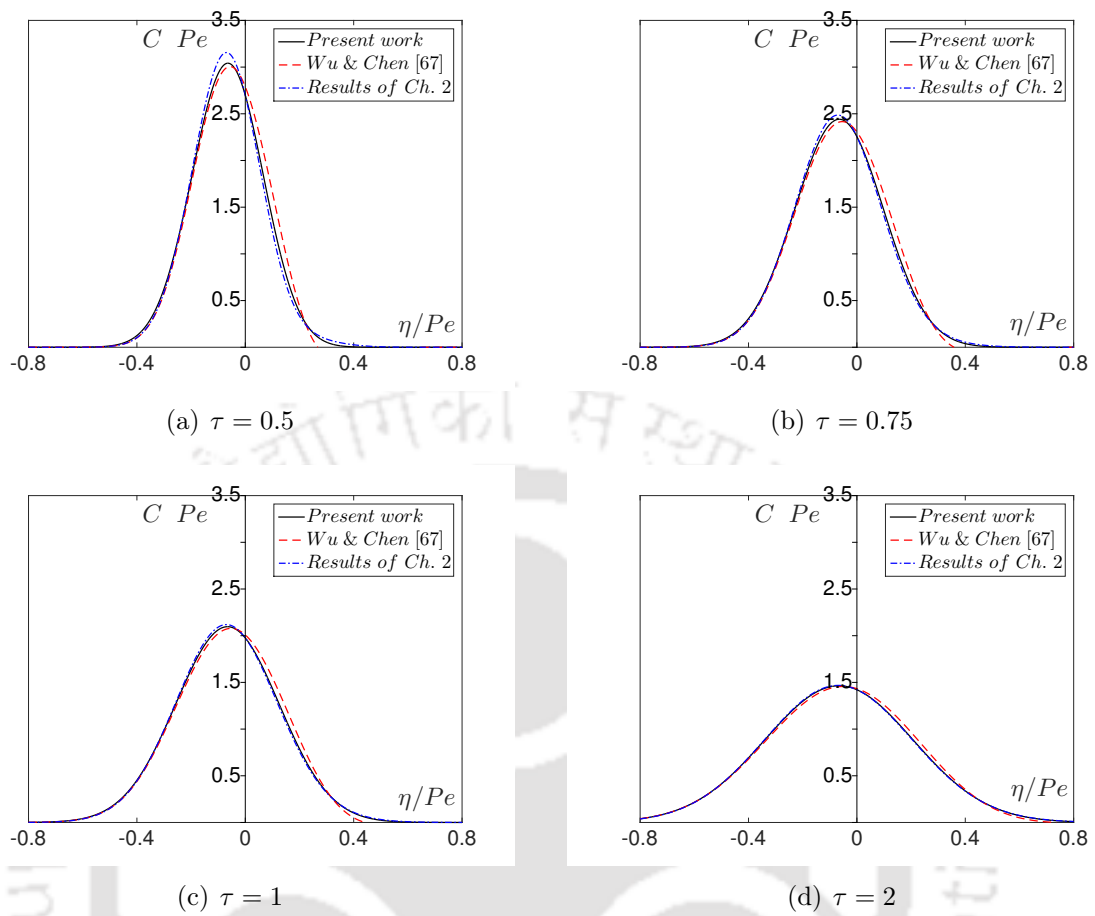 C Pe
3.5
2.5
1.5
0.5
-0.8 -0.4 0 0.4 0.8
η/Pe
Present work
Wu & Chen [67]
Results of Ch. 2
(a) τ = 0.5
C Pe
3.5
2.5
1.5
0.5
-0.8 -0.4 0 0.4 0.8
η/Pe
Present work
Wu & Chen [67]
Results of Ch. 2
(b) τ = 0.75
C Pe
3.5
2.5
1.5
0.5
-0.8 -0.4 0 0.4 0.8
η/Pe
Present work
Wu & Chen [67]
Results of Ch. 2
(c) τ = 1
C Pe
3.5
2.5
1.5
0.5
-0.8 -0.4 0 0.4 0.8
η/Pe
Present work
Wu & Chen [67]
Results of Ch. 2
(d) τ = 2